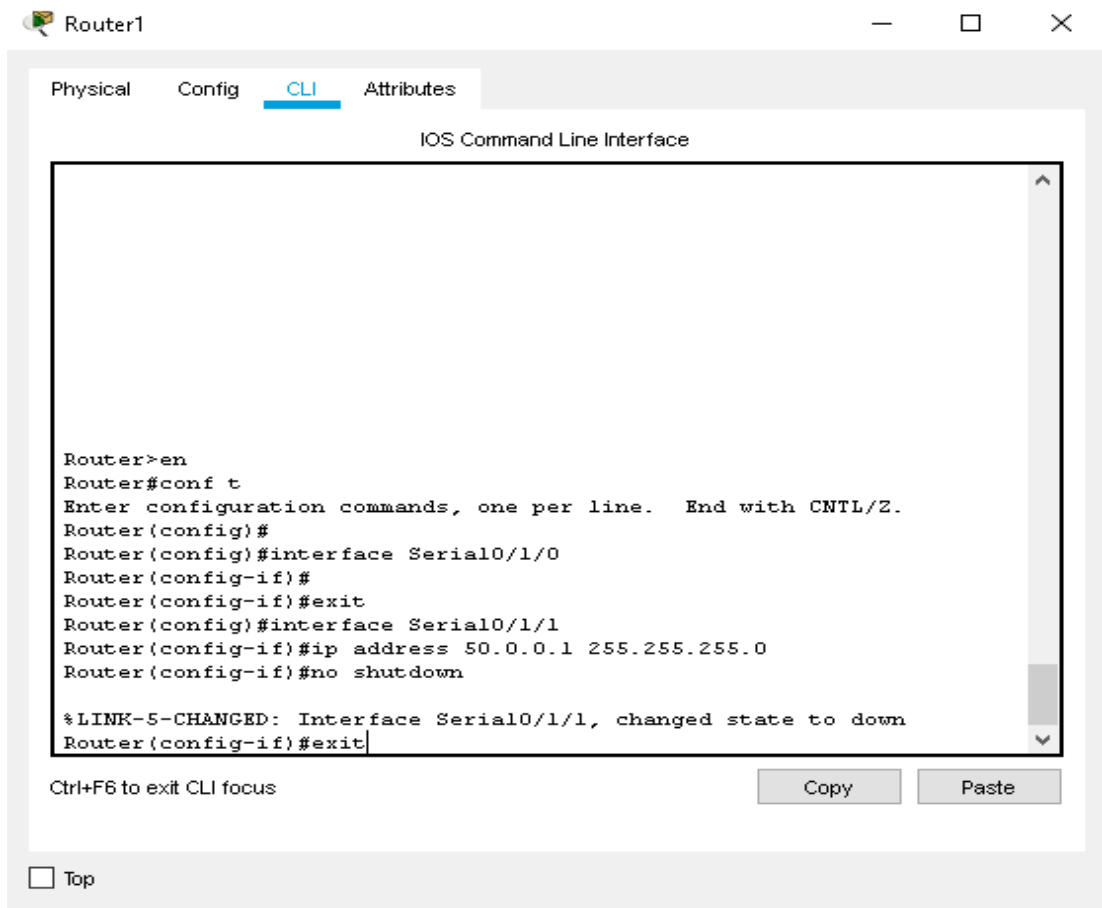 Router1
Physical Config CLI Attributes
IOS Command Line Interface
Router>en
Router#conf t
Enter configuration commands, one per line.  End with CNTL/Z.
Router(config)#
Router(config)#interface Serial0/1/0
Router(config-if)#
Router(config-if)#exit
Router(config)#interface Serial0/1/1
Router(config-if)#ip address 50.0.0.1 255.255.255.0
Router(config-if)#no shutdown
%LINK-5-CHANGED: Interface Serial0/1/1, changed state to down
Router(config-if)#exit
Ctrl+F6 to exit CLI focus
Copy Paste
Top